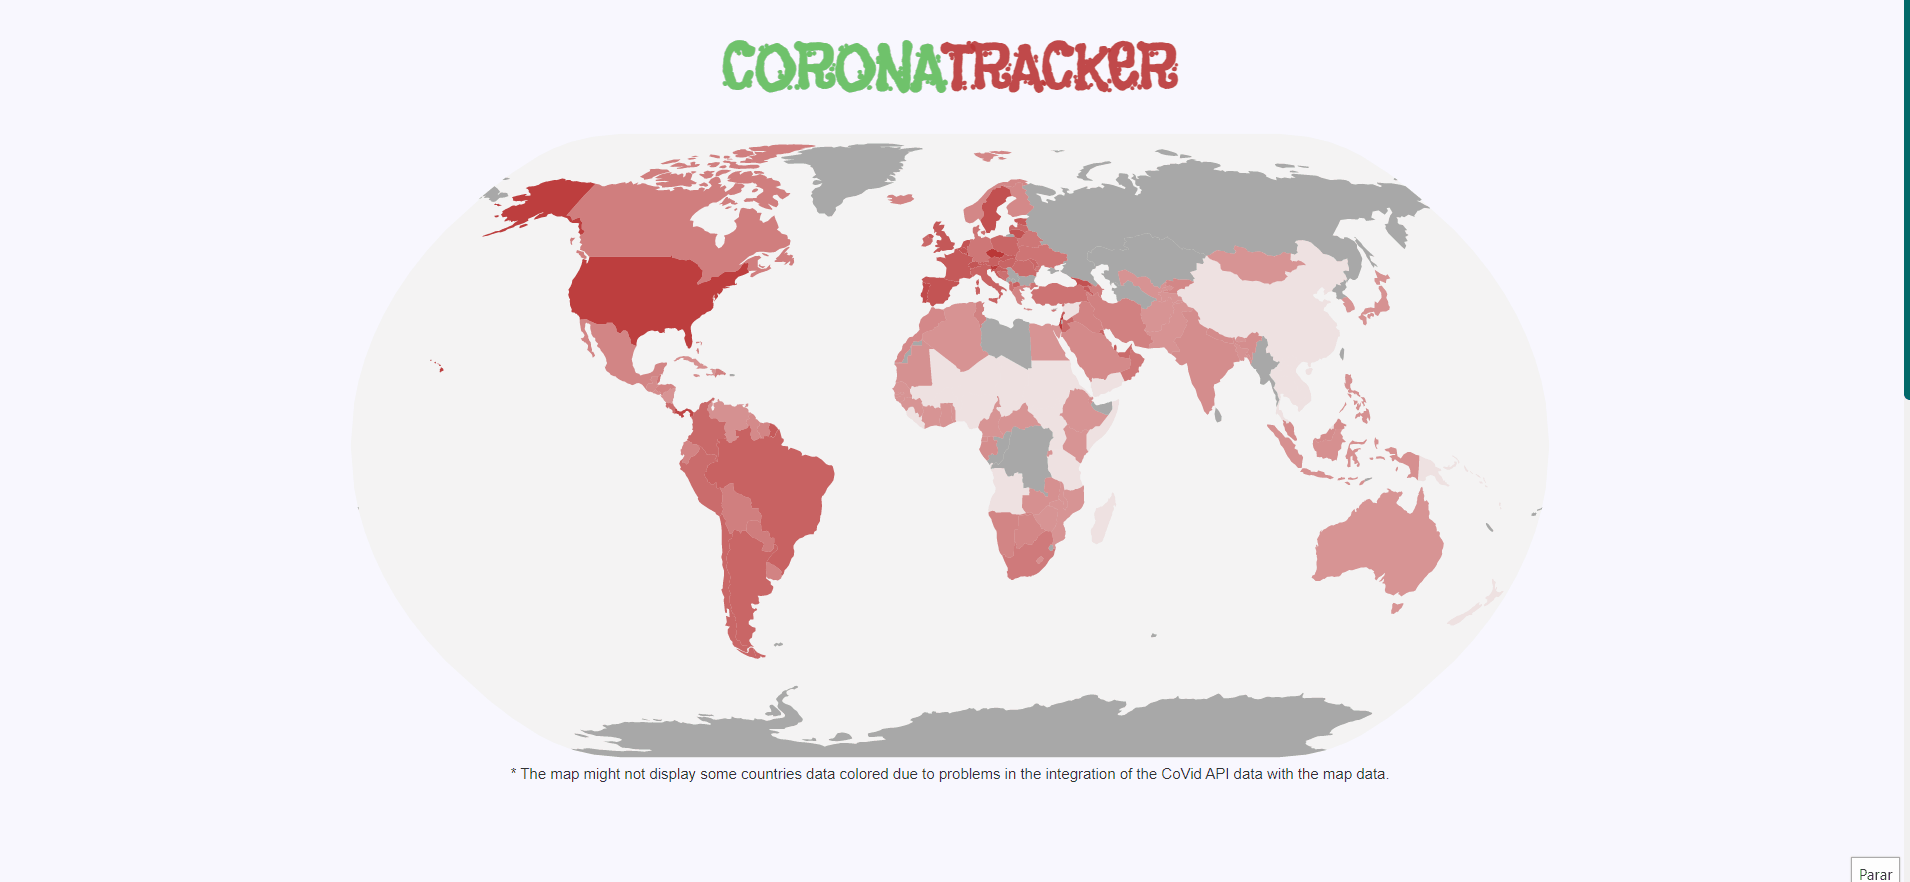 CORONATRACKER
* The map might not display some countries data colored due to problems in the integration of the CoVid API data with the map data.
Parar